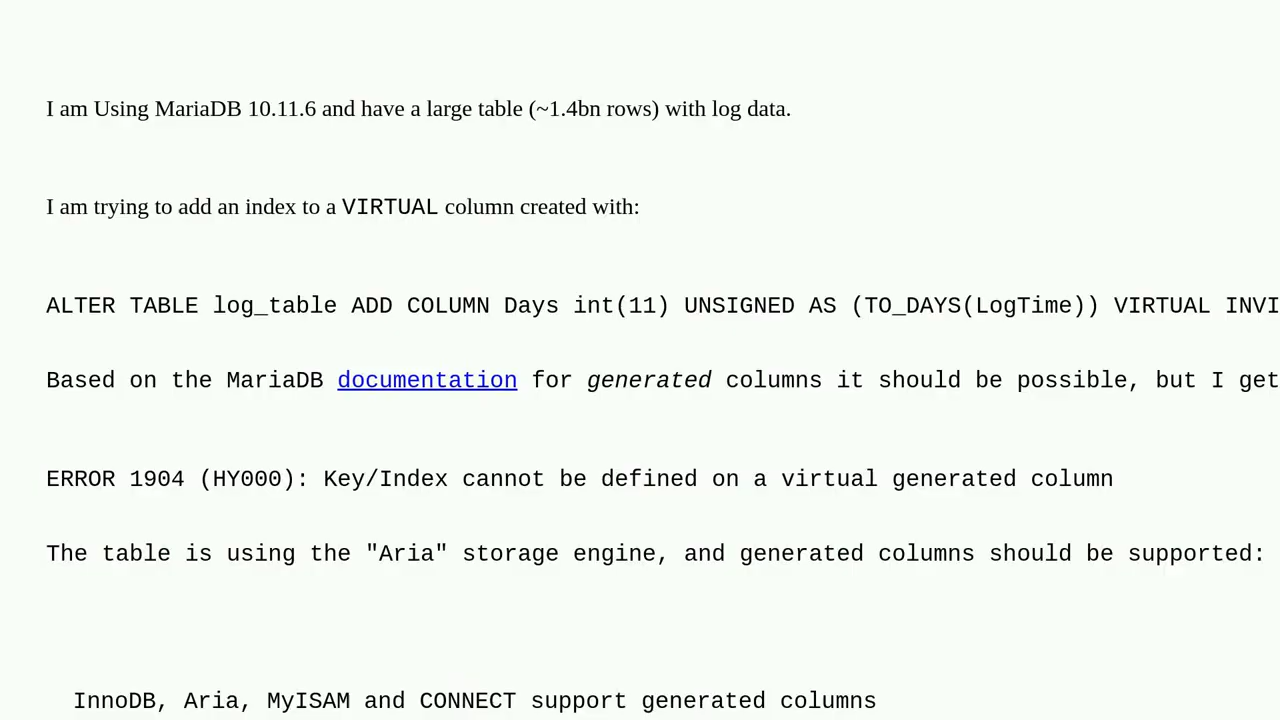 I am Using MariaDB 10.11.6 and have a large table (~1.4bn rows) with log data.
I am trying to add an index to a VIRTUAL column created with:
ALTER TABLE log_table ADD COLUMN Days int(11) UNSIGNED AS (TO_DAYS(LogTime)) VIRTUAL INVI
Based on the MariaDB documentation for generated columns it should be possible, but I get
ERROR 1904 (HY000): Key/Index cannot be defined on a virtual generated column
The table is using the "Aria" storage engine, and generated columns should be supported:
InnoDB, Aria, MyISAM and CONNECT support generated columns